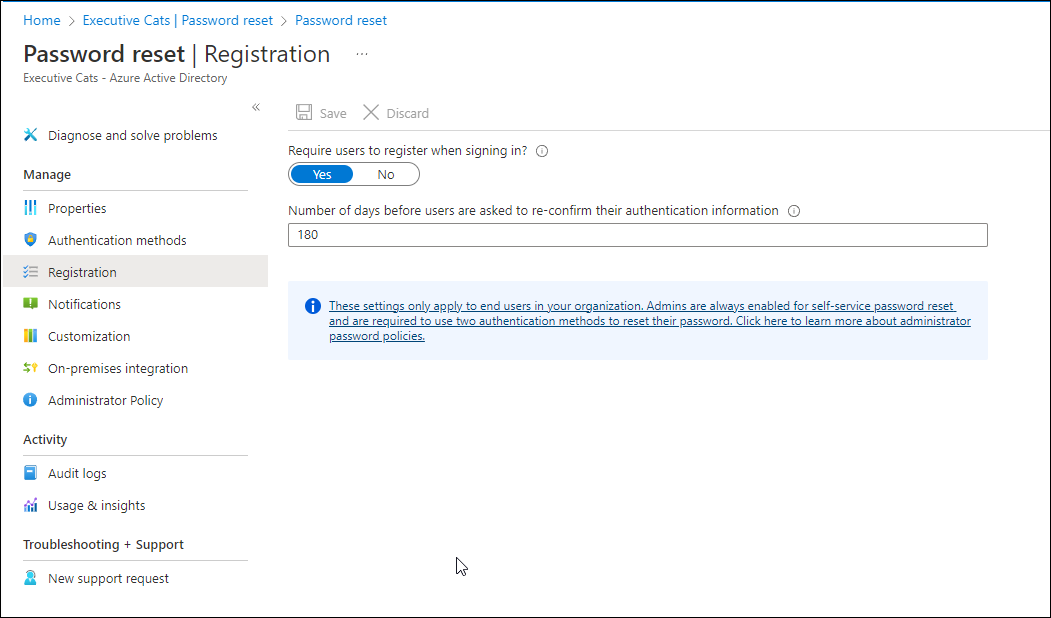 Home > Executive Cats | Password reset > Password reset
Password reset | Registration ...
Executive Cats - Azure Active Directory
«
Diagnose and solve problems
Manage
Properties
Authentication methods
Registration
Notifications
Customization
On-premises integration
Administrator Policy
Activity
Audit logs
Usage & insights
Troubleshooting + Support
New support request
Save Discard
Require users to register when signing in?
Yes No
Number of days before users are asked to re-confirm their authentication information
180
These settings only apply to end users in your organization. Admins are always enabled for self-service password reset
and are required to use two authentication methods to reset their password. Click here to learn more about administrator
password policies.